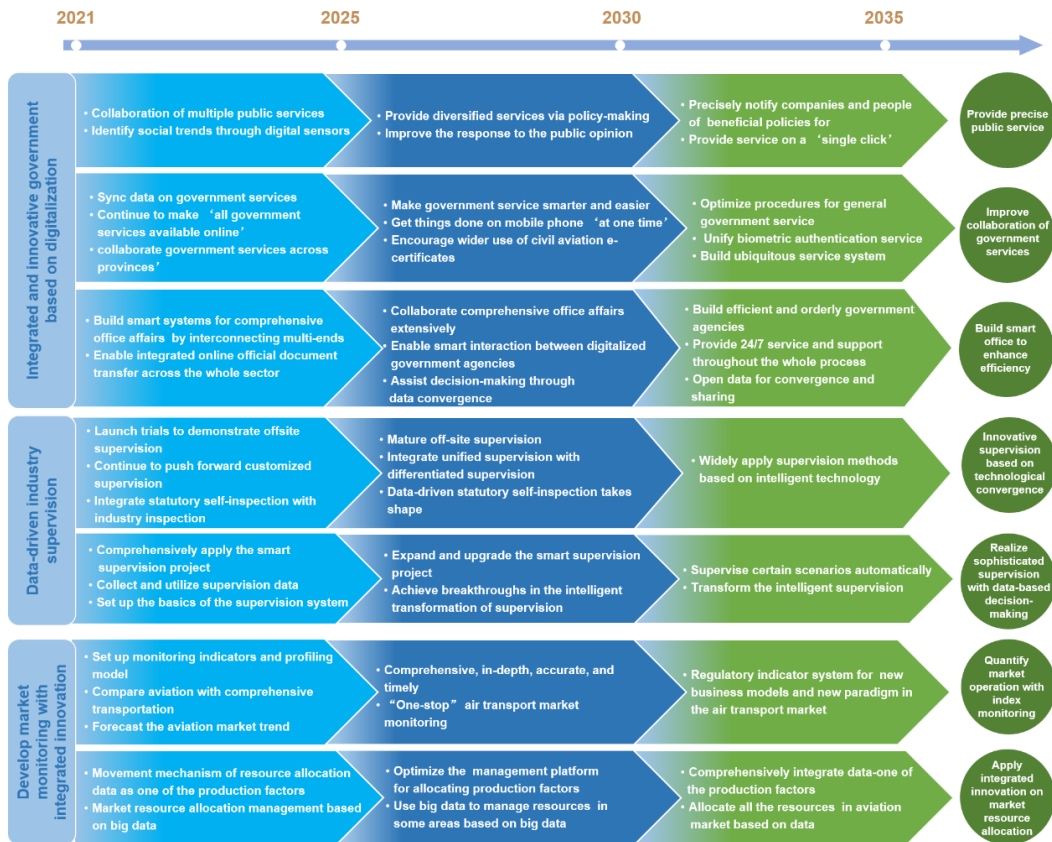 2021
2025
2030
2035
Integrated and innovative government
based on digitalization
• Collaboration of multiple public services
• Identify social trends through digital sensors
• Provide diversified services via policy-making
• Improve the response to the public opinion
• Precisely notify companies and people
of beneficial policies for
• Provide service on a ‘single click’
Provide precise
public service
• Sync data on government services
• Continue to make ‘all government
services available online’
• collaborate government services across
provinces’
• Make government service smarter and easier
• Get things done on mobile phone ‘at one time’
• Encourage wider use of civil aviation e-
certificates
• Optimize procedures for general
government service
• Unify biometric authentication service
• Build ubiquitous service system
Improve
collaboration of
government
services
• Build smart systems for comprehensive
office affairs by interconnecting multi-ends
• Enable integrated online official document
transfer across the whole sector
• Collaborate comprehensive office affairs
extensively
• Enable smart interaction between digitalized
government agencies
• Assist decision-making through
data convergence
• Build efficient and orderly government
agencies
• Provide 24/7 service and support
throughout the whole process
• Open data for convergence and
sharing
Build smart
office to
enhance
efficiency
Data-driven industry
supervision
• Launch trials to demonstrate offsite
supervision
• Continue to push forward customized
supervision
• Integrate statutory self-inspection with
industry inspection
• Mature off-site supervision
• Integrate unified supervision with
differentiated supervision
• Data-driven statutory self-inspection takes
shape
• Widely apply supervision methods
based on intelligent technology
Innovative
supervision
based on
technological
convergence
• Comprehensively apply the smart
supervision project
• Collect and utilize supervision data
• Set up the basics of the supervision system
• Expand and upgrade the smart supervision
project
• Achieve breakthroughs in the intelligent
transformation of supervision
• Supervise certain scenarios automatically
• Transform the intelligent supervision
Realize
sophisticated
supervision
with data-based
decision-
making
Develop market
monitoring with
integrated innovation
• Set up monitoring indicators and profiling
model
• Compare aviation with comprehensive
transportation
• Forecast the aviation market trend
• Comprehensive, in-depth, accurate, and
timely
• “One-stop” air transport market
monitoring
• Regulatory indicator system for new
business models and new paradigm in
the air transport market
Quantify
market
operation with
index
monitoring
• Movement mechanism of resource allocation
data as one of the production factors
• Market resource allocation management based
on big data
• Optimize the management platform
for allocating production factors
• Use big data to manage resources in
some areas based on big data
• Comprehensively integrate data-one of
the production factors
• Allocate all the resources in aviation
market based on data
Apply
integrated
innovation on
market
resource
allocation